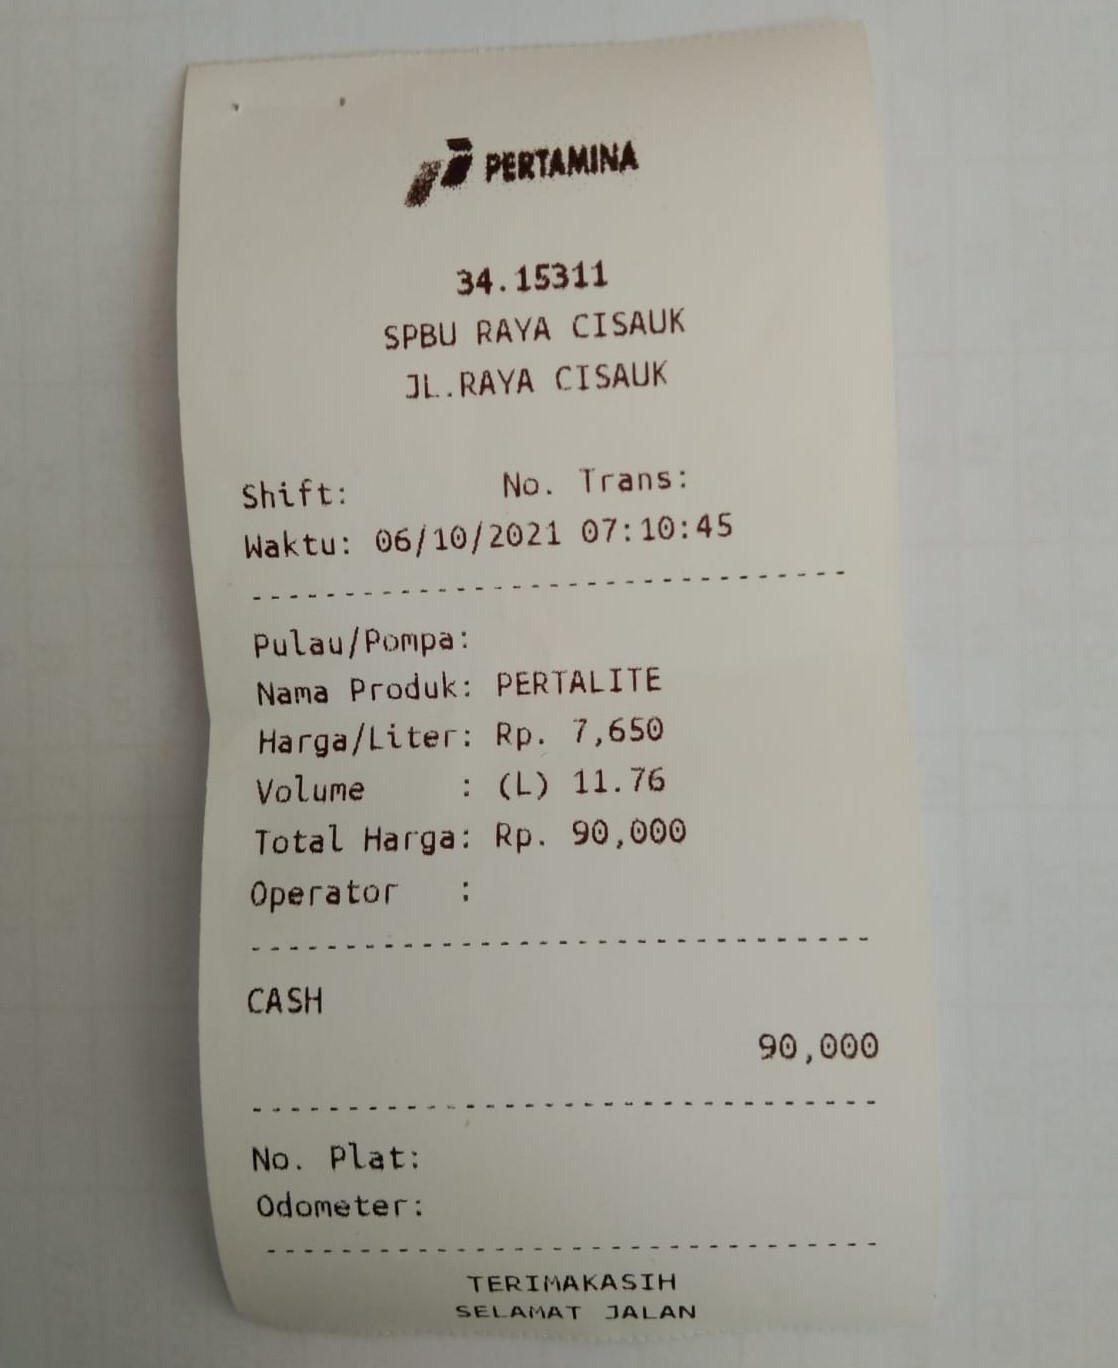 PERTAMINA
34.15311
SPBU RAYA CISAUK
JL.RAYA CISAUK
Shift: No. Trans:
Waktu: 06/10/2021 07:10:45
--------------------------------
Pulau/Pompa:
Nama Produk: PERTALITE
Harga/Liter: Rp. 7,650
Volume : (L) 11.76
Total Harga: Rp. 90,000
Operator :
--------------------------------
CASH
90,000
--------------------------------
No. Plat:
Odometer:
--------------------------------
TERIMAKASIH
SELAMAT JALAN